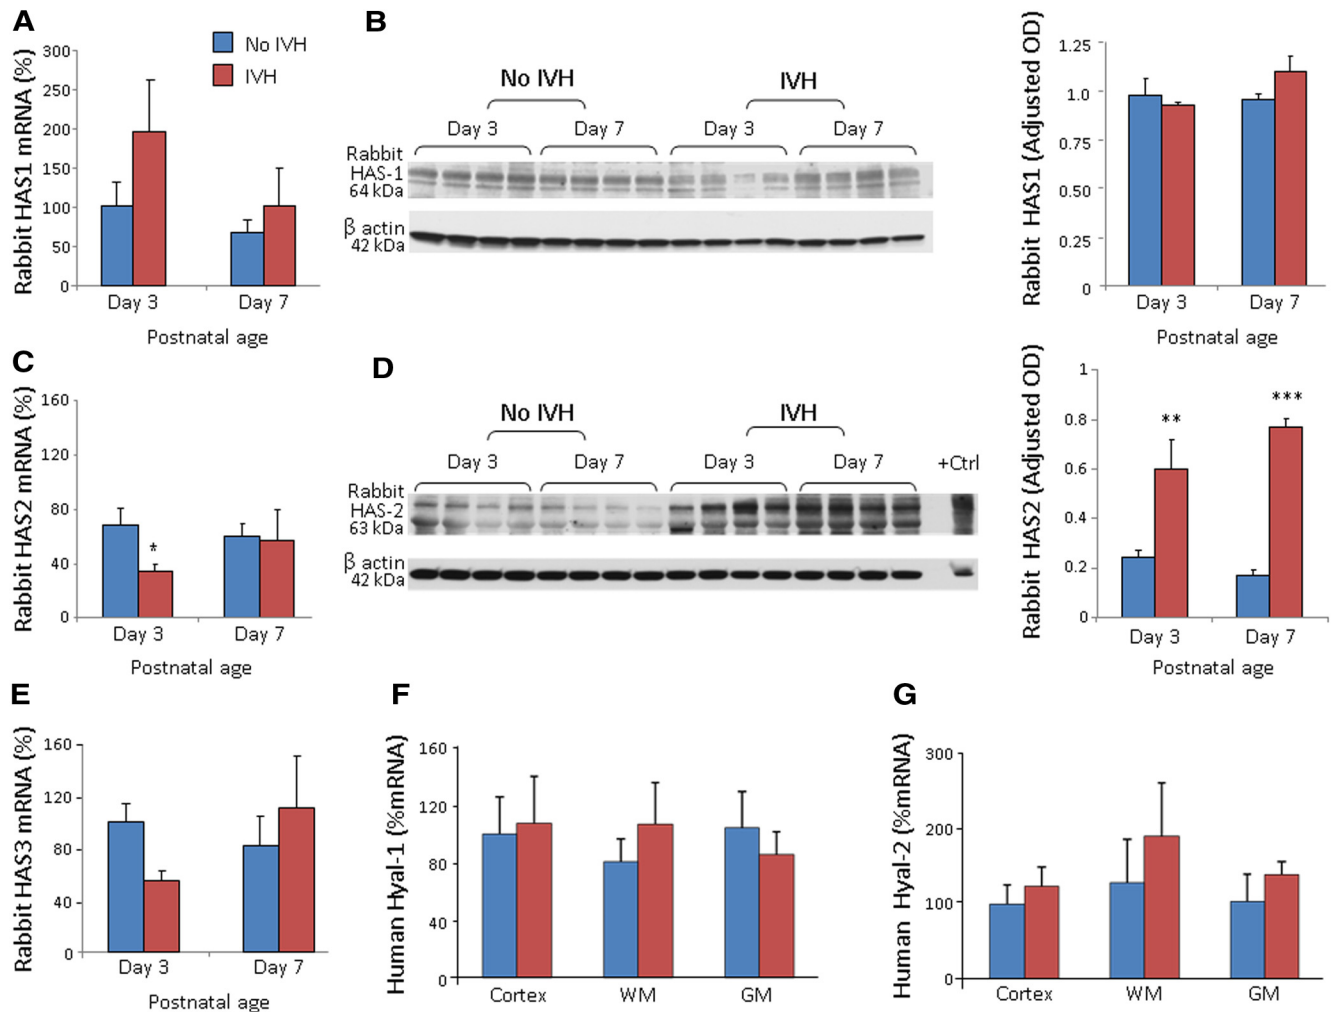 A
Rabbit HAS1 mRNA (%)
300
250
200
150
100
50
0
Day 3
Day 7
Postnatal age
No IVH
IVH
B
No IVH
IVH
Day 3
Day 7
Day 3
Day 7
Rabbit
HAS-1
64 kDa
β actin
42 kDa
Rabbit HAS1 (Adjusted OD)
1.25
1.0
0.75
0.50
0.25
0
Day 3
Day 7
Postnatal age
C
Rabbit HAS2 mRNA (%)
160
120
80
40
0
*
Day 3
Day 7
Postnatal age
D
No IVH
IVH
Day 3
Day 7
Day 3
Day 7
+Ctrl
Rabbit
HAS-2
63 kDa
β actin
42 kDa
Rabbit HAS2 (Adjusted OD)
1
0.8
0.6
0.4
0.2
0
**
***
Day 3
Day 7
Postnatal age
E
Rabbit HAS3 mRNA (%)
160
120
80
40
0
Day 3
Day 7
Postnatal age
F
Human Hyal-1 (%mRNA)
160
120
80
40
0
Cortex
WM
GM
G
Human Hyal-2 (%mRNA)
300
200
100
0
Cortex
WM
GM